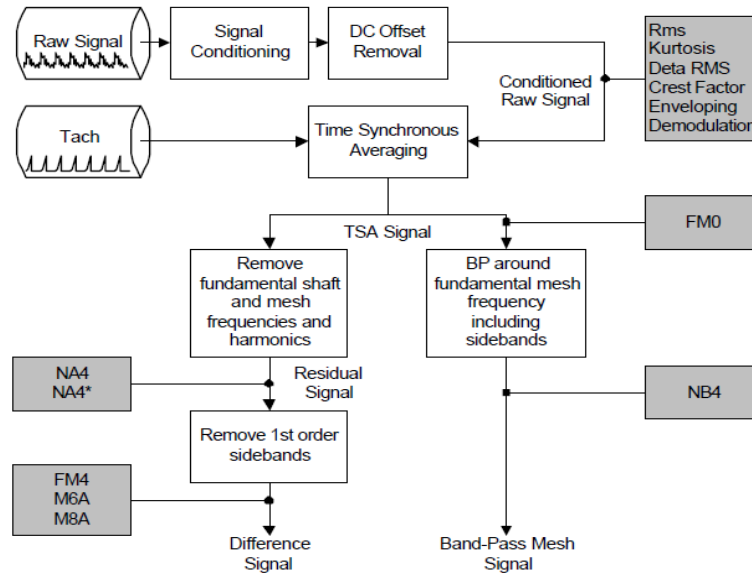 Raw Signal
Signal
Conditioning
DC Offset
Removal
Rms
Kurtosis
Deta RMS
Crest Factor
Enveloping
Demodulation
Conditioned
Raw Signal
Tach
Time Synchronous
Averaging
TSA Signal
FM0
Remove
fundamental shaft
and mesh
frequencies and
harmonics
BP around
fundamental mesh
frequency
including
sidebands
NA4
NA4*
Residual
Signal
NB4
Remove 1st order
sidebands
FM4
M6A
M8A
Difference
Signal
Band-Pass Mesh
Signal